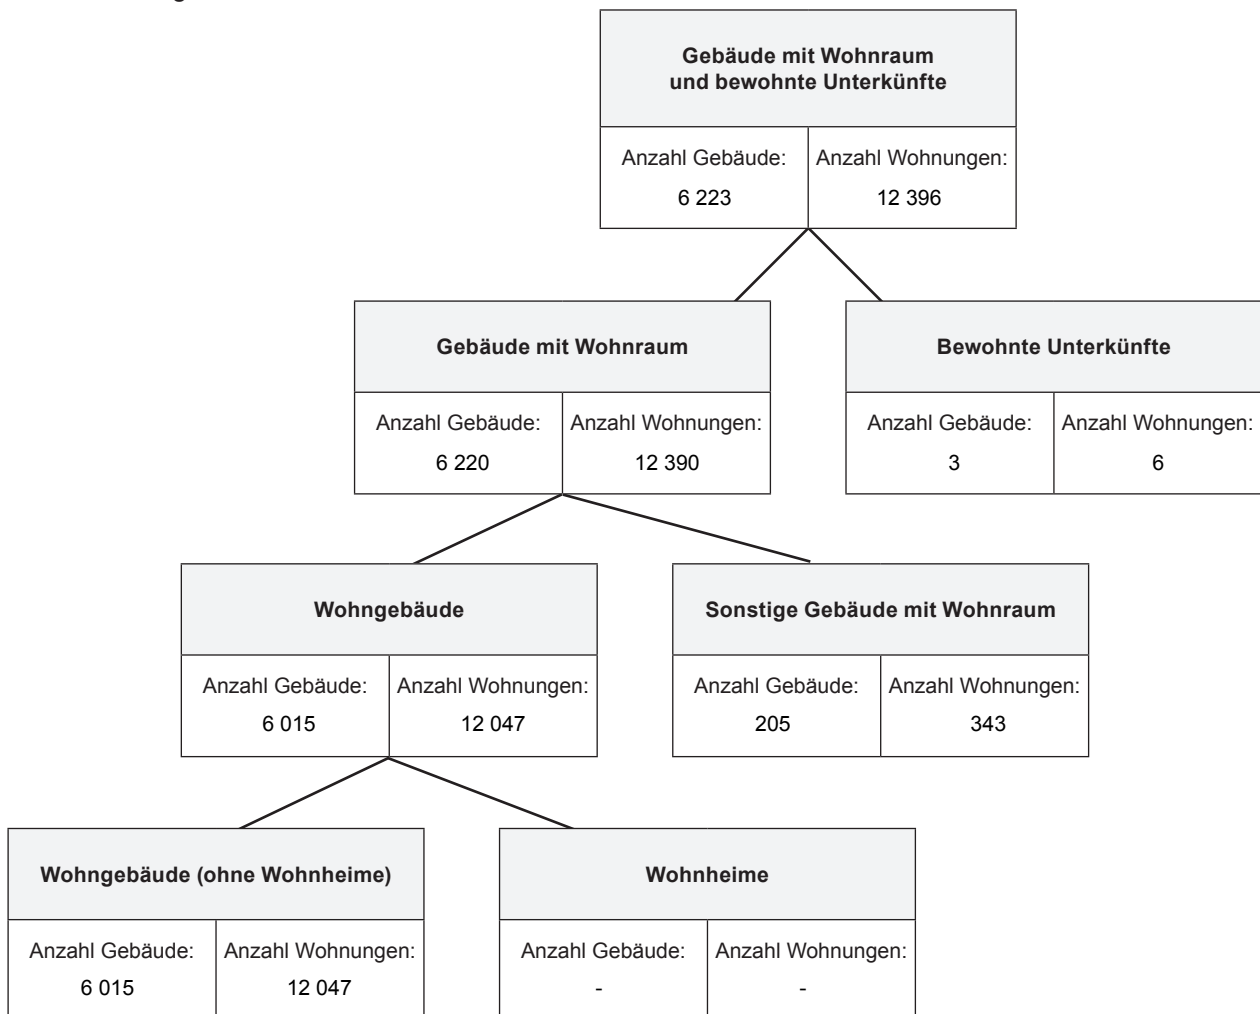 Gebäude mit Wohnraum
und bewohnte Unterkünfte
Anzahl Gebäude: Anzahl Wohnungen:
6 223 12 396
Gebäude mit Wohnraum
Anzahl Gebäude: Anzahl Wohnungen:
6 220 12 390
Bewohnte Unterkünfte
Anzahl Gebäude: Anzahl Wohnungen:
3 6
Wohngebäude
Anzahl Gebäude: Anzahl Wohnungen:
6 015 12 047
Sonstige Gebäude mit Wohnraum
Anzahl Gebäude: Anzahl Wohnungen:
205 343
Wohngebäude (ohne Wohnheime)
Anzahl Gebäude: Anzahl Wohnungen:
6 015 12 047
Wohnheime
Anzahl Gebäude: Anzahl Wohnungen:
- -